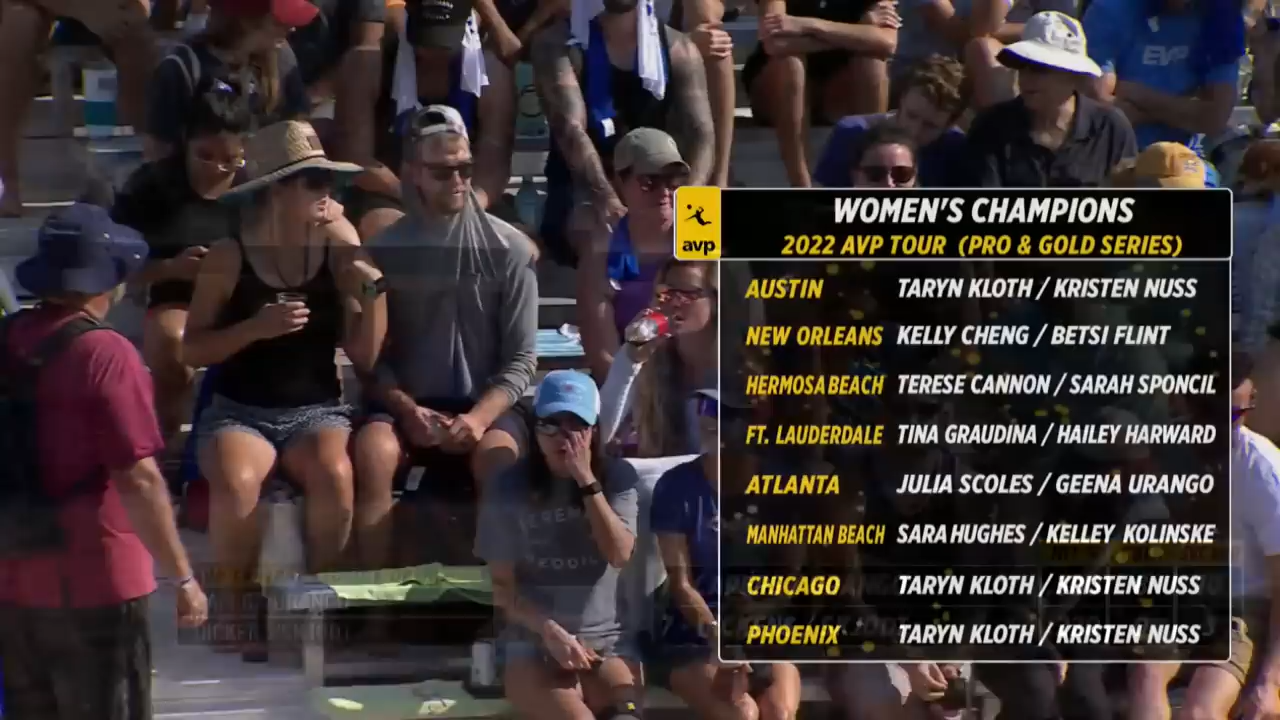 EVP
avp
WOMEN'S CHAMPIONS
2022 AVP TOUR (PRO & GOLD SERIES)
AUSTIN TARYN KLOTH / KRISTEN NUSS
NEW ORLEANS KELLY CHENG / BETSI FLINT
HERMOSA BEACH TERESE CANNON / SARAH SPONCIL
FT. LAUDERDALE TINA GRAUDINA / HAILEY HARWARD
ATLANTA JULIA SCOLES / GEENA URANGO
MANHATTAN BEACH SARA HUGHES / KELLEY KOLINSKE
CHICAGO TARYN KLOTH / KRISTEN NUSS
PHOENIX TARYN KLOTH / KRISTEN NUSS